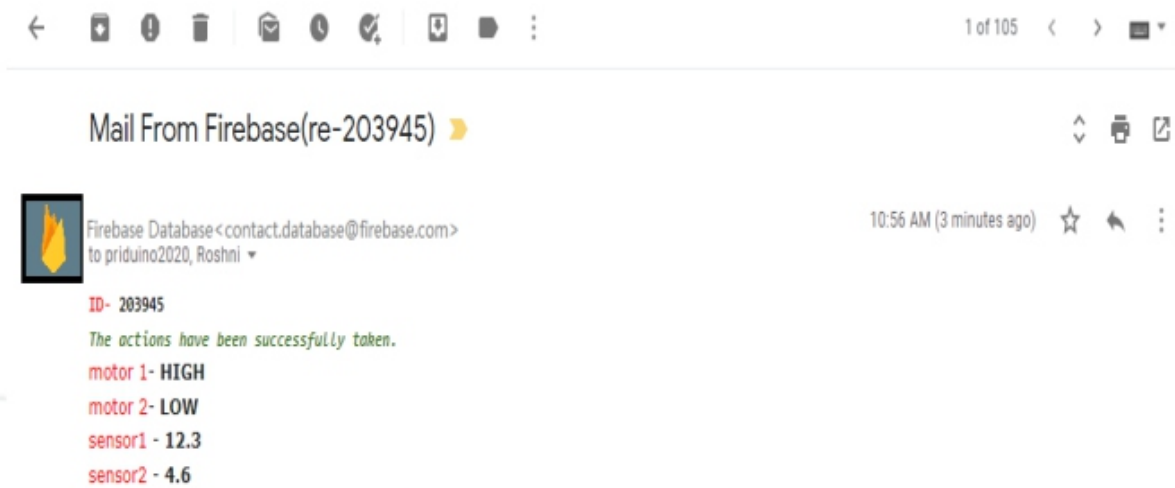 1 of 105
Mail From Firebase(re-203945)
Firebase Database<contact.database@firebase.com>
10:56 AM (3 minutes ago)
to priduino2020, Roshni
ID- 203945
The actions have been successfully taken.
motor 1- HIGH
motor 2- LOW
sensor1 - 12.3
sensor2 - 4.6